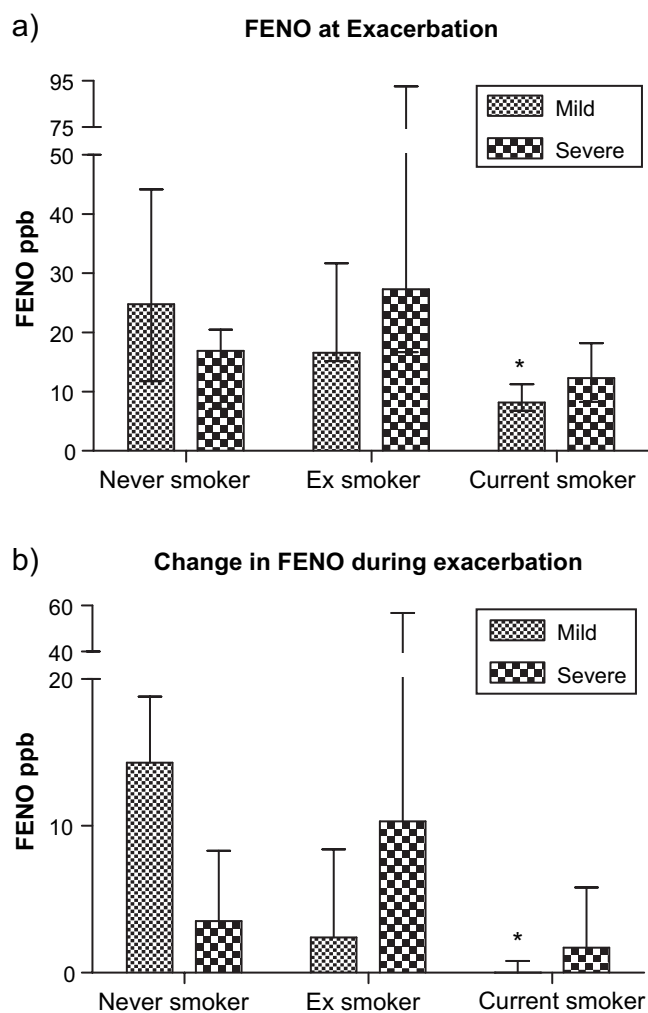 a)
FENO at Exacerbation
95
75
50
40
30
20
10
0
FENO ppb
Mild
Severe
*
Never smoker
Ex smoker
Current smoker
b)
Change in FENO during exacerbation
60
40
20
10
0
FENO ppb
Mild
Severe
*
Never smoker
Ex smoker
Current smoker